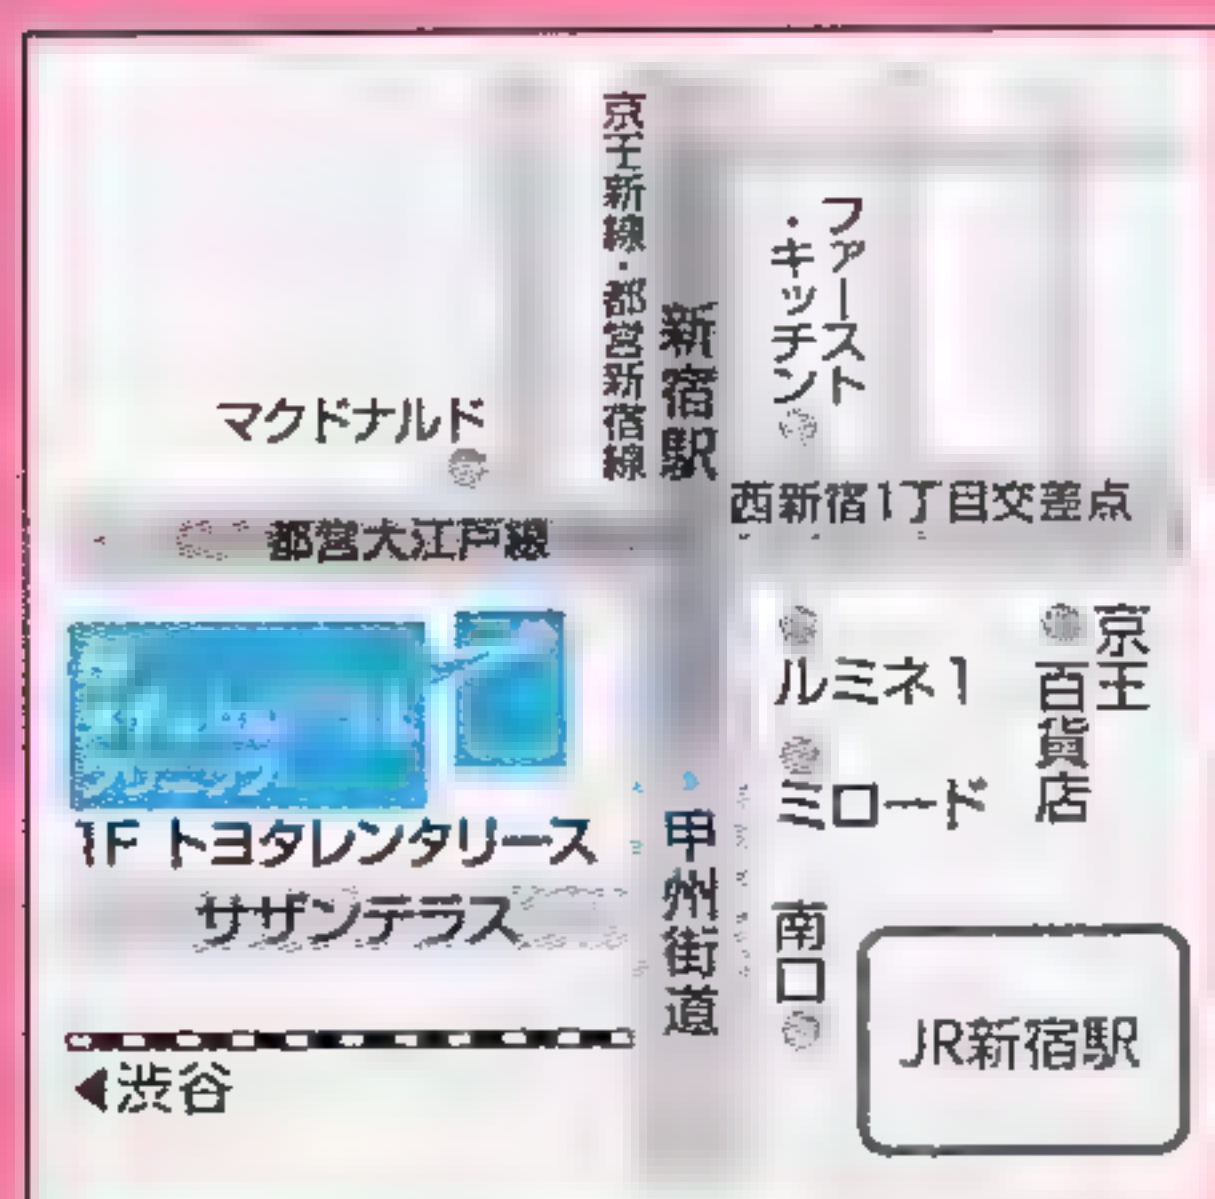 京王新線・都営新宿線
新宿駅
ファースト
・キッチン
マクドナルド
西新宿1丁目交差点
都営大江戸線
ルミネ1
京王
百貨店
ミロード
1F トヨタレンタリース
サザンテラス
甲州街道
南口
JR新宿駅
◀渋谷